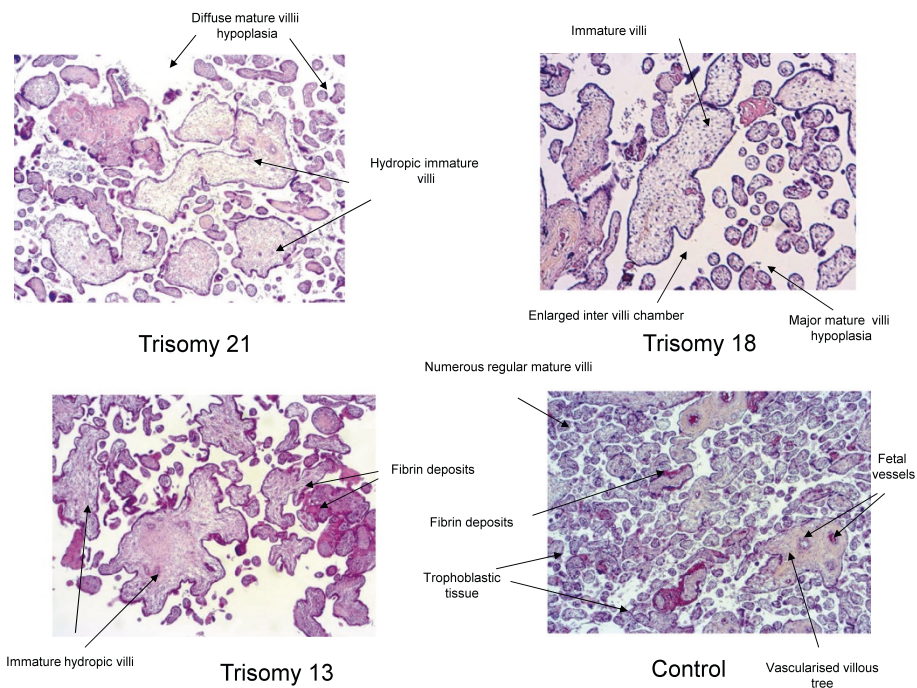 Diffuse mature villii
hypoplasia
Hydropic immature
villi
Trisomy 21
Immature villi
Enlarged inter villi chamber
Major mature villi
hypoplasia
Trisomy 18
Fibrin deposits
Immature hydropic villi
Trisomy 13
Numerous regular mature villi
Fetal
vessels
Fibrin deposits
Trophoblastic
tissue
Control
Vascularised villous
tree